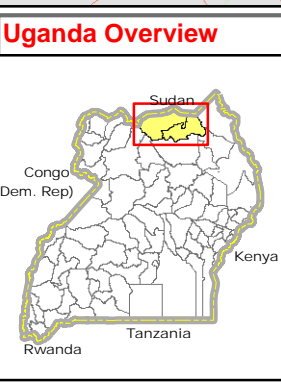 Uganda Overview
Sudan
Congo
Dem. Rep)
Kenya
Tanzania
Rwanda